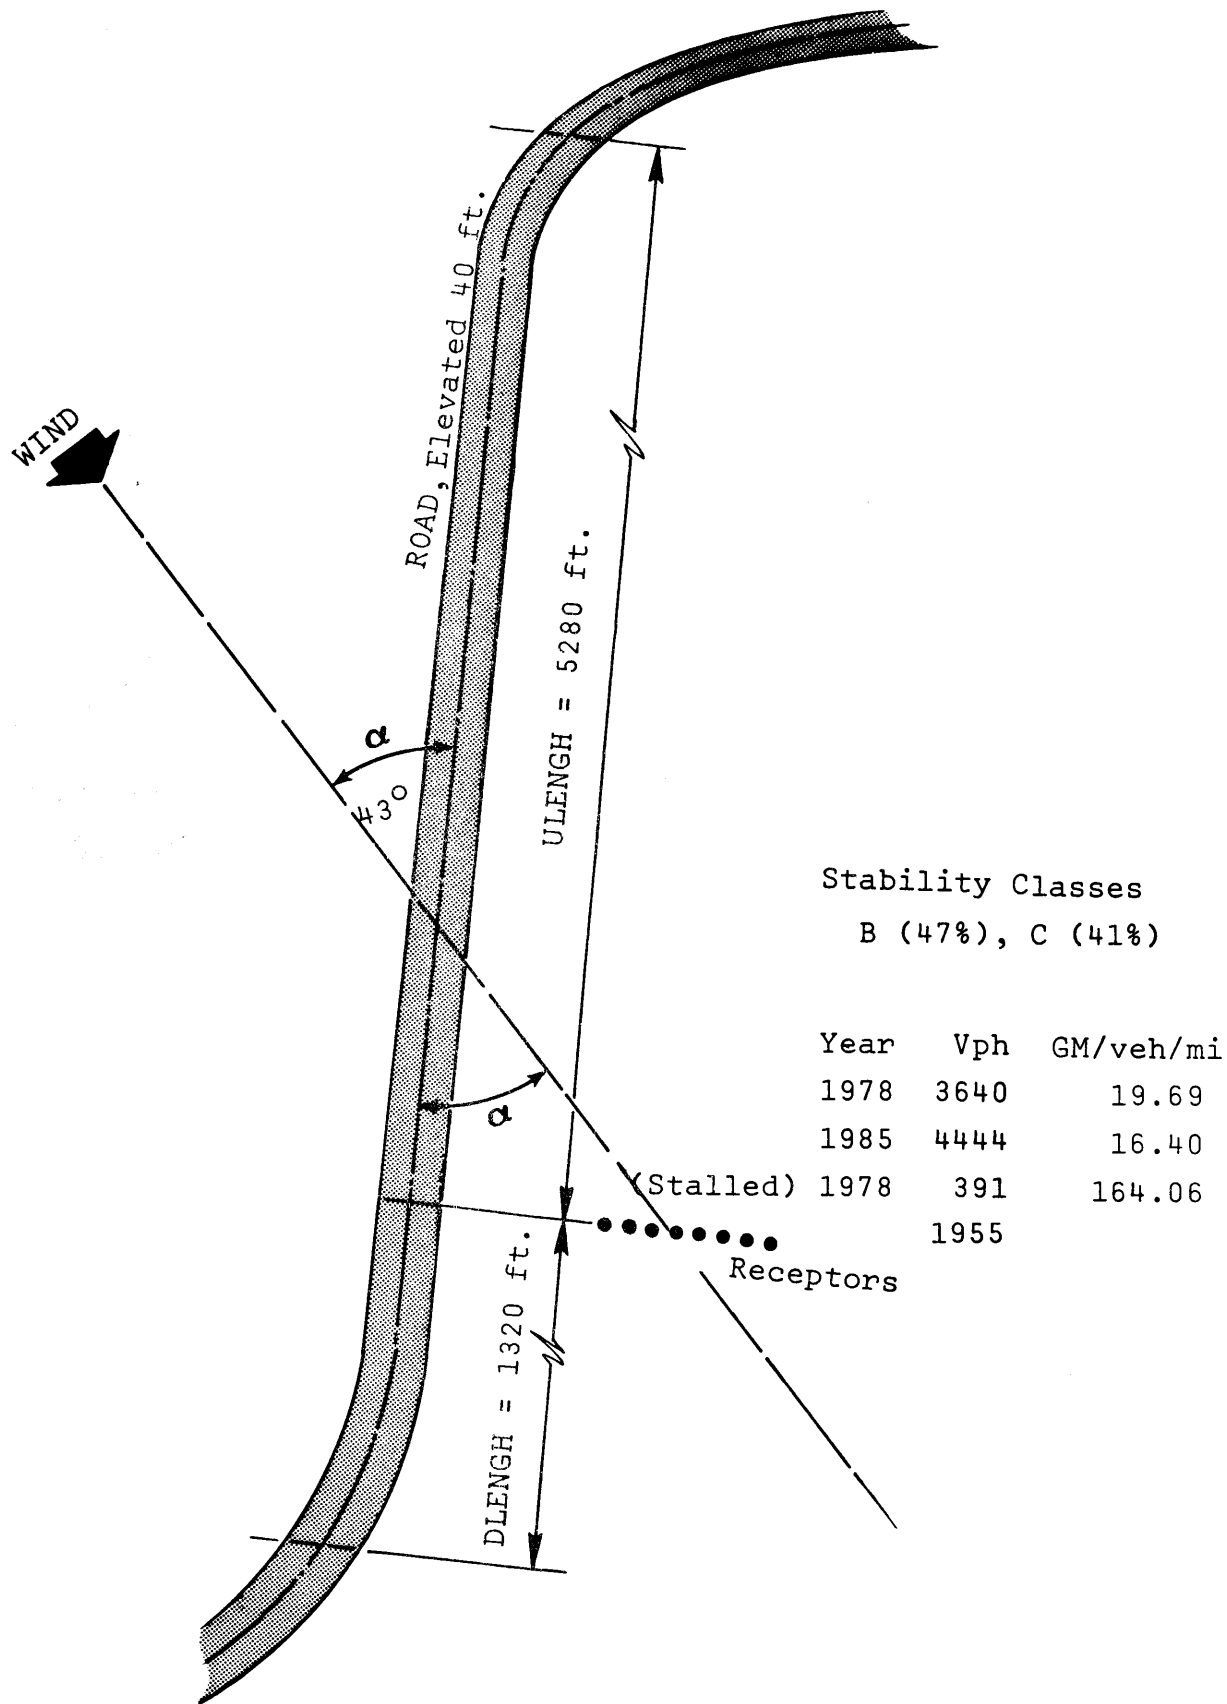 WIND
ROAD, Elevated 40 ft.
α
43°
ULENGH = 5280 ft.
α
Stability Classes
B (47%), C (41%)
Year Vph GM/veh/mi
1978 3640 19.69
1985 4444 16.40
(Stalled) 1978 391 164.06
1955
Receptors
DLENGH = 1320 ft.